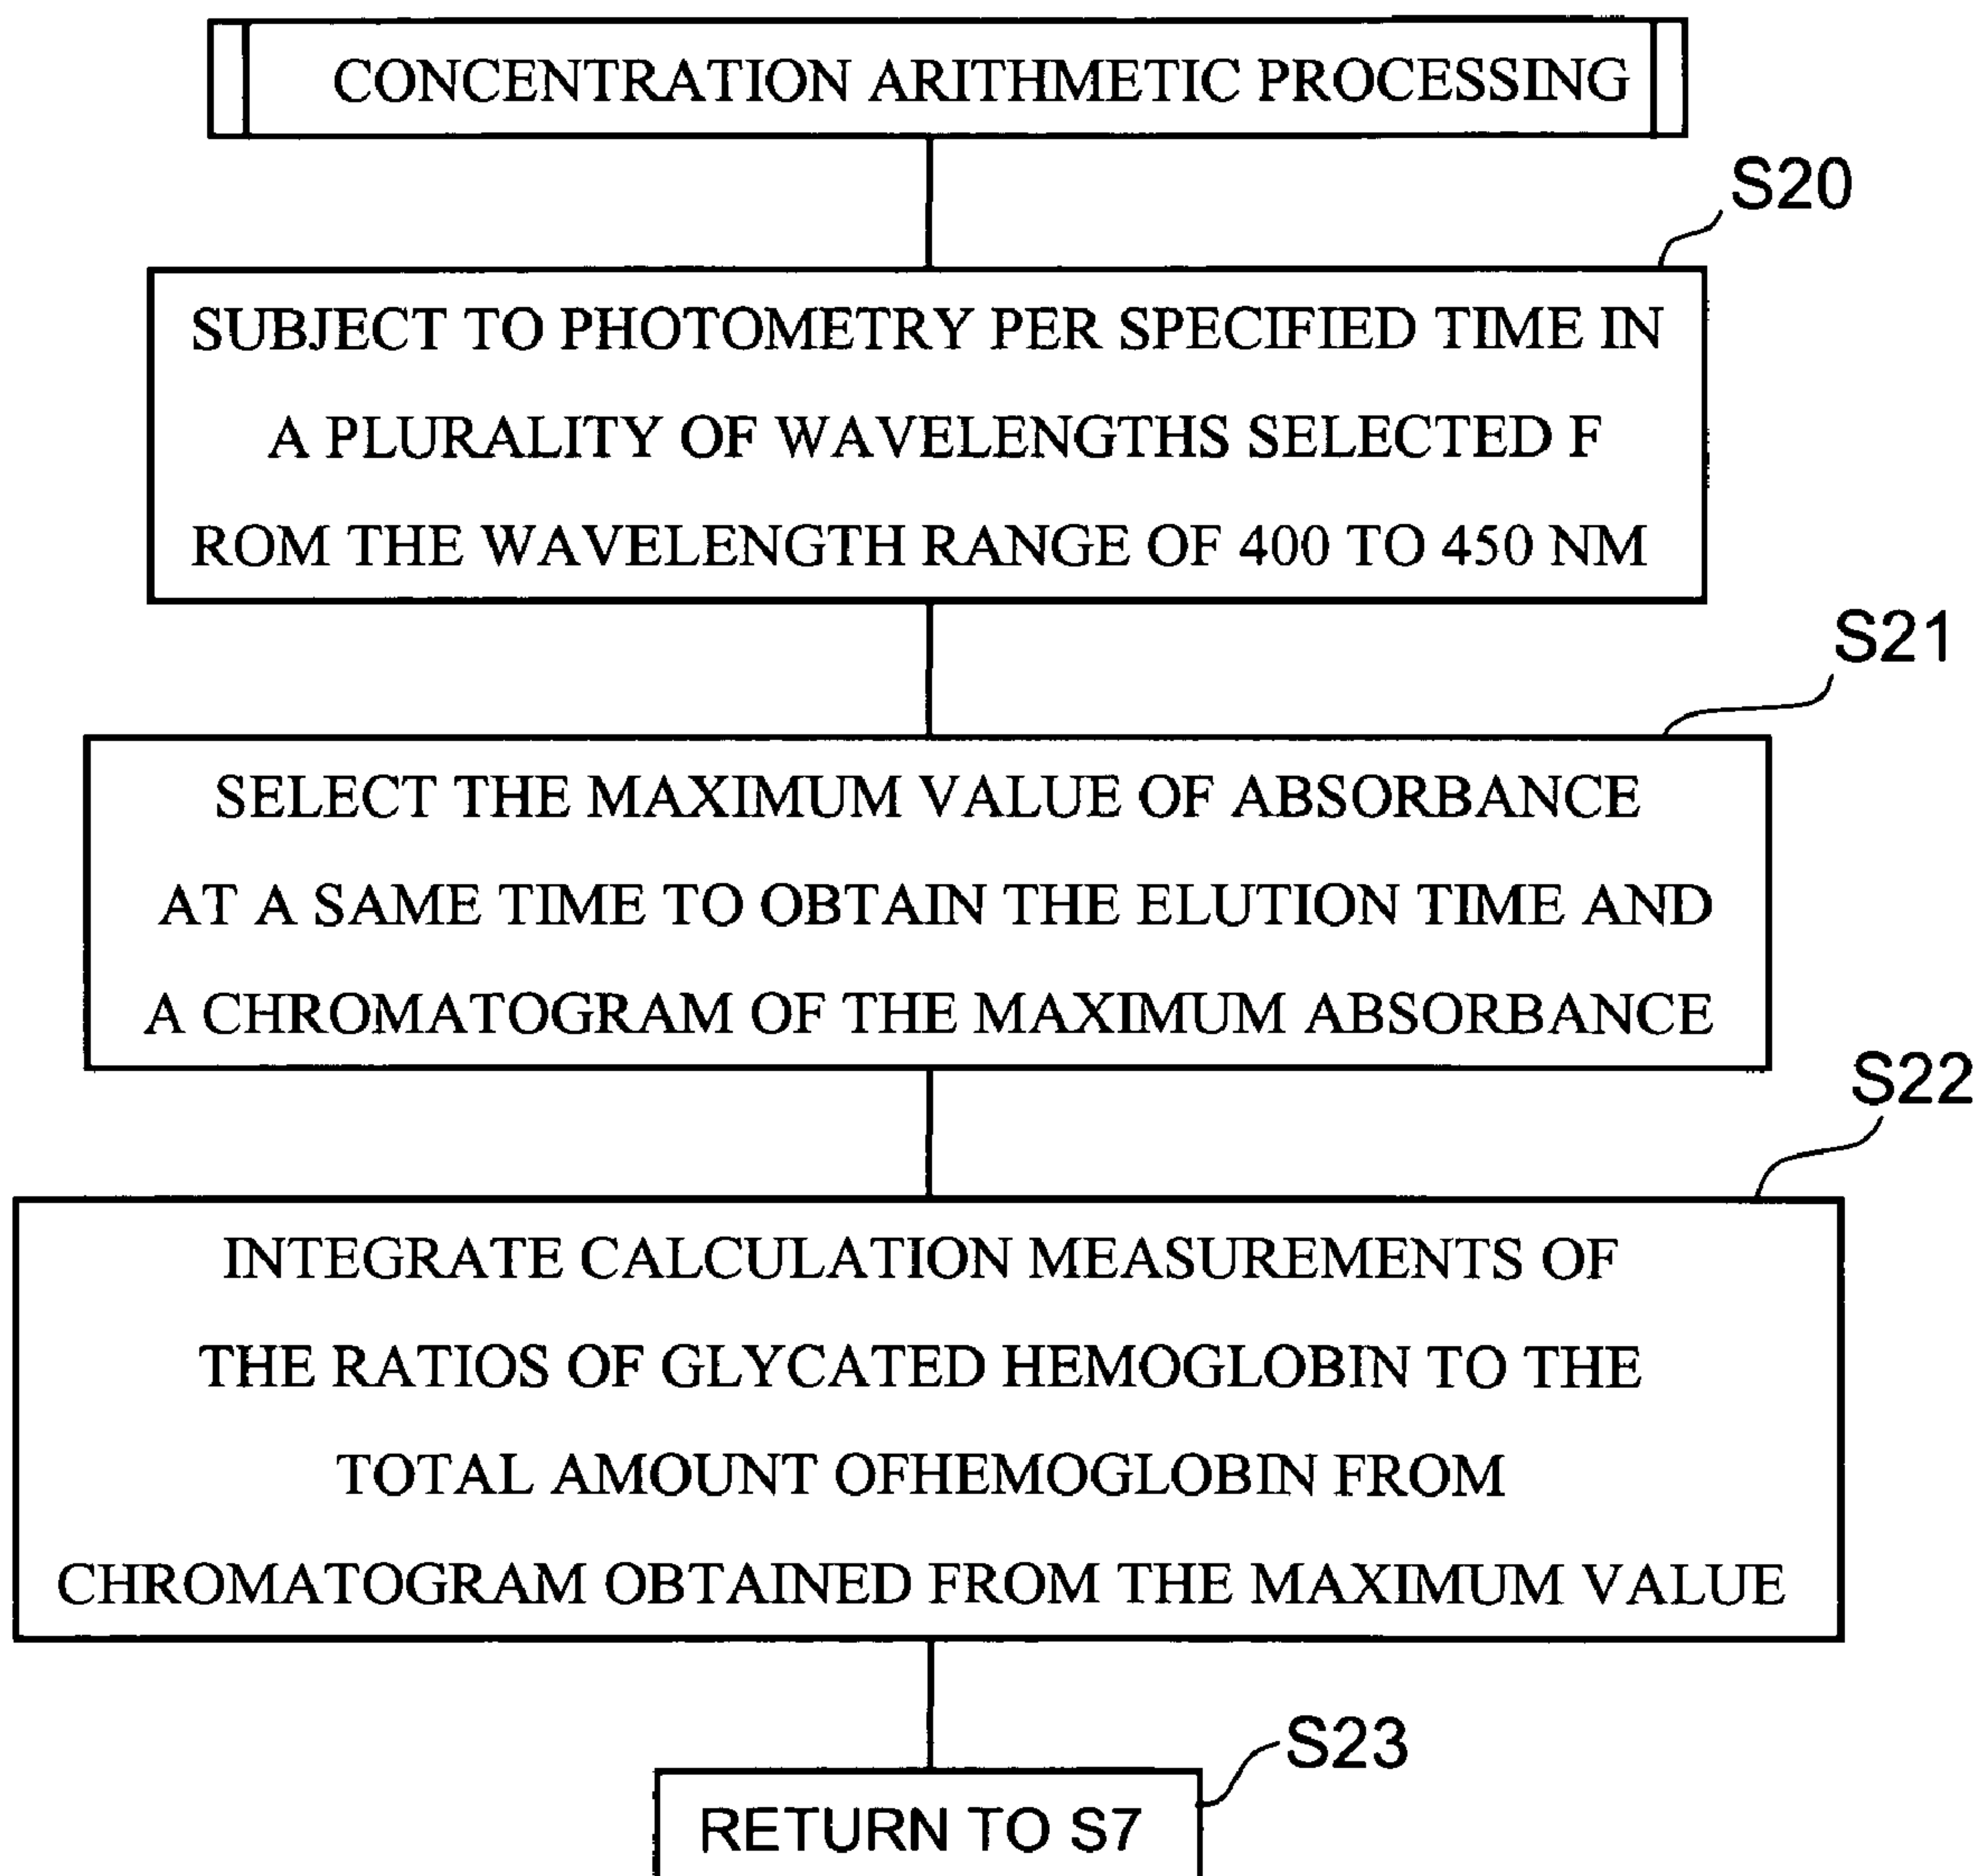 CONCENTRATION ARITHMETIC PROCESSING
S20
SUBJECT TO PHOTOMETRY PER SPECIFIED TIME IN
A PLURALITY OF WAVELENGTHS SELECTED F
ROM THE WAVELENGTH RANGE OF 400 TO 450 NM
S21
SELECT THE MAXIMUM VALUE OF ABSORBANCE
AT A SAME TIME TO OBTAIN THE ELUTION TIME AND
A CHROMATOGRAM OF THE MAXIMUM ABSORBANCE
S22
INTEGRATE CALCULATION MEASUREMENTS OF
THE RATIOS OF GLYCATED HEMOGLOBIN TO THE
TOTAL AMOUNT OFHEMOGLOBIN FROM
CHROMATOGRAM OBTAINED FROM THE MAXIMUM VALUE
S23
RETURN TO S7